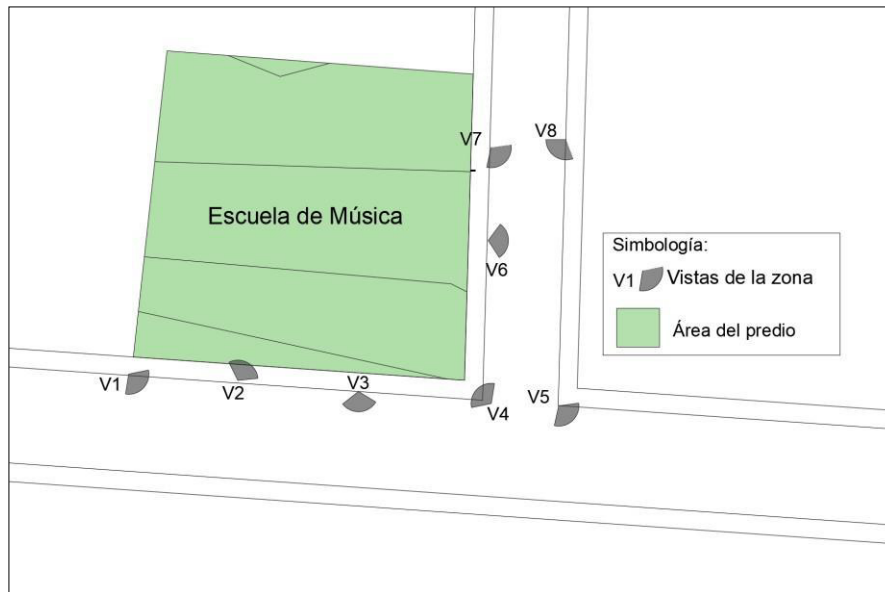 V7
V8
Escuela de Música
V6
Simbología:
V1 Vistas de la zona
Área del predio
V1
V2
V3
V4
V5